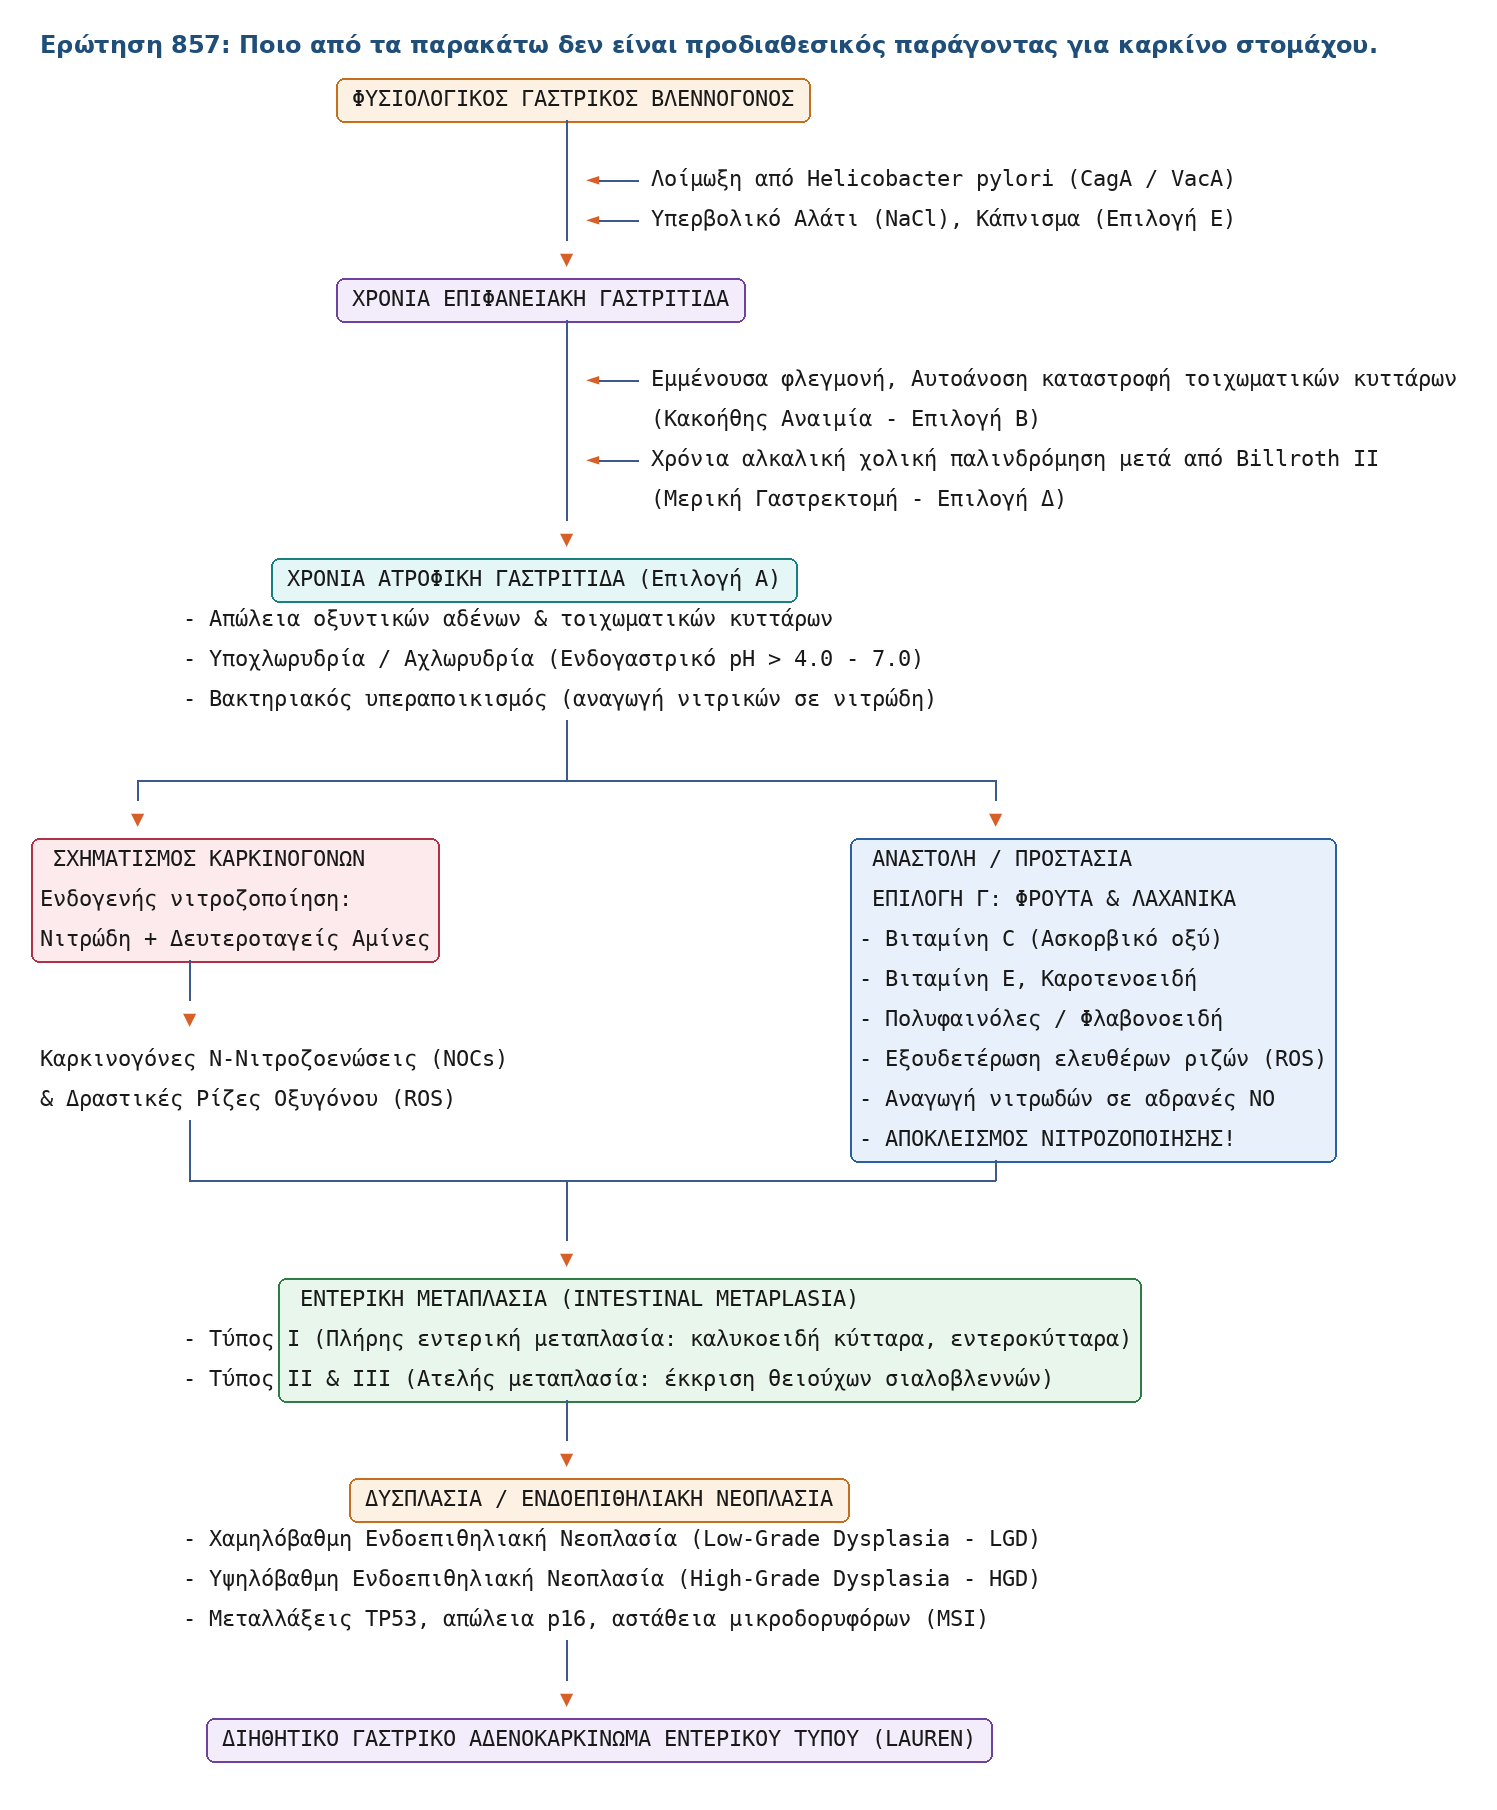 Ερώτηση 857: Ποιο από τα παρακάτω δεν είναι προδιαθεσικός παράγοντας για καρκίνο στομάχου.
ΦΥΣΙΟΛΟΓΙΚΟΣ ΓΑΣΤΡΙΚΟΣ ΒΛΕΝΝΟΓΟΝΟΣ
Λοίμωξη από Helicobacter pylori (CagA / VacA)
Υπερβολικό Αλάτι (NaCl), Κάπνισμα (Επιλογή Ε)
ΧΡΟΝΙΑ ΕΠΙΦΑΝΕΙΑΚΗ ΓΑΣΤΡΙΤΙΔΑ
Εμμένουσα φλεγμονή, Αυτοάνοση καταστροφή τοιχωματικών κυττάρων
(Κακοήθης Αναιμία - Επιλογή Β)
Χρόνια αλκαλική χολική παλινδρόμηση μετά από Billroth II
(Μερική Γαστρεκτομή - Επιλογή Δ)
ΧΡΟΝΙΑ ΑΤΡΟΦΙΚΗ ΓΑΣΤΡΙΤΙΔΑ (Επιλογή Α)
- Απώλεια οξυντικών αδένων & τοιχωματικών κυττάρων
- Υποχλωρυδρία / Αχλωρυδρία (Ενδογαστρικό pH > 4.0 - 7.0)
- Βακτηριακός υπεραποικισμός (αναγωγή νιτρικών σε νιτρώδη)
ΣΧΗΜΑΤΙΣΜΟΣ ΚΑΡΚΙΝΟΓΟΝΩΝ
Ενδογενής νιτροζοποίηση:
Νιτρώδη + Δευτεροταγείς Αμίνες
Καρκινογόνες Ν-Νιτροζοενώσεις (NOCs)
& Δραστικές Ρίζες Οξυγόνου (ROS)
ΑΝΑΣΤΟΛΗ / ΠΡΟΣΤΑΣΙΑ
ΕΠΙΛΟΓΗ Γ: ΦΡΟΥΤΑ & ΛΑΧΑΝΙΚΑ
- Βιταμίνη C (Ασκορβικό οξύ)
- Βιταμίνη Ε, Καροτενοειδή
- Πολυφαινόλες / Φλαβονοειδή
- Εξουδετέρωση ελευθέρων ριζών (ROS)
- Αναγωγή νιτρωδών σε αδρανές NO
- ΑΠΟΚΛΕΙΣΜΟΣ ΝΙΤΡΟΖΟΠΟΙΗΣΗΣ!
ΕΝΤΕΡΙΚΗ ΜΕΤΑΠΛΑΣΙΑ (INTESTINAL METAPLASIA)
- Τύπος I (Πλήρης εντερική μεταπλασία: καλυκοειδή κύτταρα, εντεροκύτταρα)
- Τύπος II & III (Ατελής μεταπλασία: έκκριση θειούχων σιαλοβλεννών)
ΔΥΣΠΛΑΣΙΑ / ΕΝΔΟΕΠΙΘΗΛΙΑΚΗ ΝΕΟΠΛΑΣΙΑ
- Χαμηλόβαθμη Ενδοεπιθηλιακή Νεοπλασία (Low-Grade Dysplasia - LGD)
- Υψηλόβαθμη Ενδοεπιθηλιακή Νεοπλασία (High-Grade Dysplasia - HGD)
- Μεταλλάξεις TP53, απώλεια p16, αστάθεια μικροδορυφόρων (MSI)
ΔΙΗΘΗΤΙΚΟ ΓΑΣΤΡΙΚΟ ΑΔΕΝΟΚΑΡΚΙΝΩΜΑ ΕΝΤΕΡΙΚΟΥ ΤΥΠΟΥ (LAUREN)